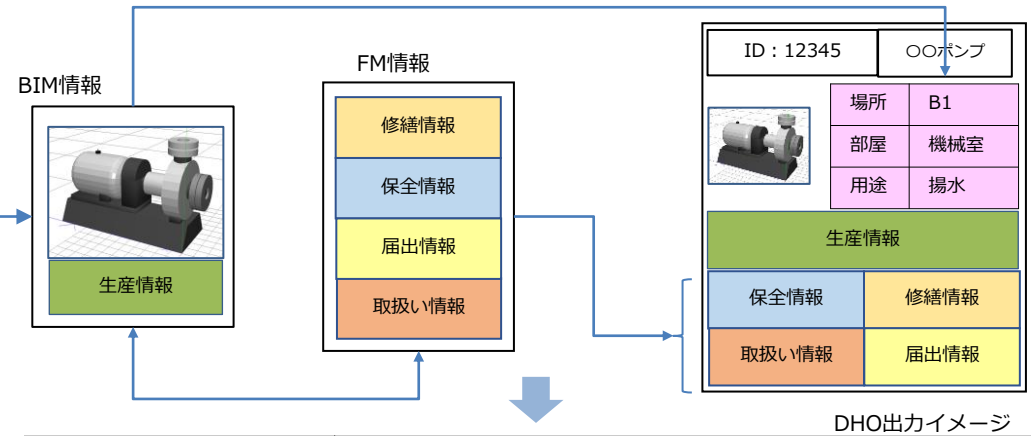 BIM情報
生産情報
FM情報
修繕情報
保全情報
届出情報
取扱い情報
ID:12345
〇〇ポンプ
場所 B1
部屋 機械室
用途 揚水
生産情報
保全情報 修繕情報
取扱い情報 届出情報
DHO出力イメージ